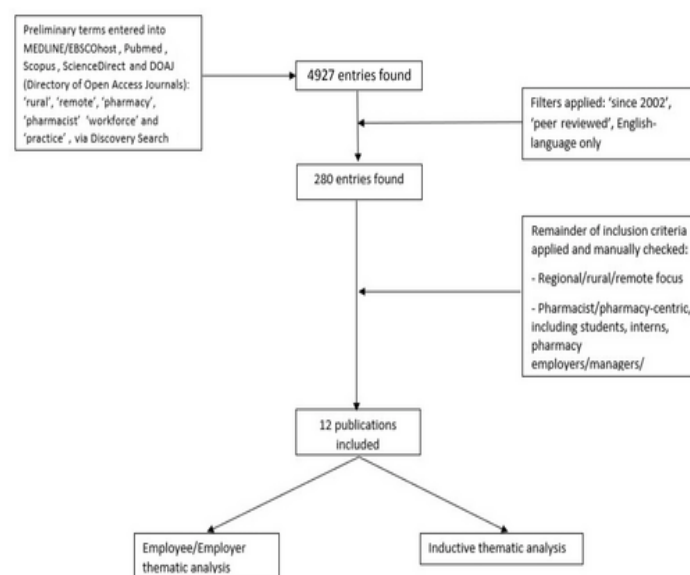 Preliminary terms entered into
MEDLINE/EBSCOhost, Pubmed,
Scopus, ScienceDirect and DOAJ
(Directory of Open Access Journals):
'rural', 'remote', 'pharmacy',
'pharmacist' 'workforce' and
'practice', via Discovery Search
4927 entries found
Filters applied: 'since 2002',
'peer reviewed', English-
language only
280 entries found
Remainder of inclusion criteria
applied and manually checked:
- Regional/rural/remote focus
- Pharmacist/pharmacy-centric,
including students, interns,
pharmacy
employers/managers/
12 publications
included
Employee/Employer
thematic analysis
Inductive thematic analysis